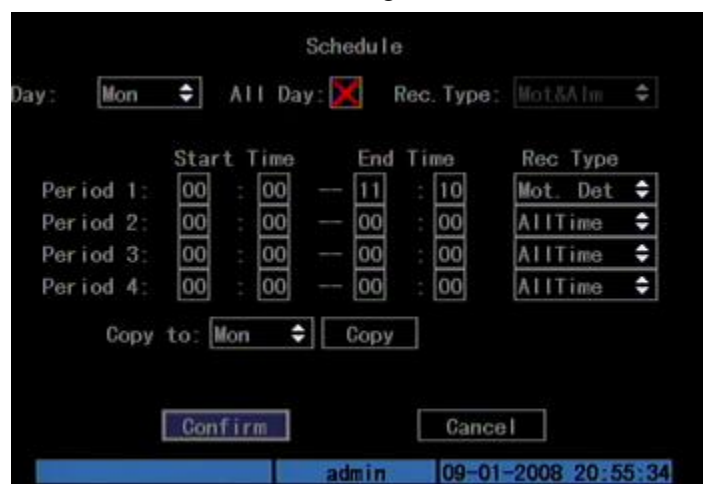 Schedule
Day: Mon All Day: Rec. Type: Mot&Alm
Start Time End Time Rec Type
Period 1: 00 : 00 -- 11 : 10 Mot. Det
Period 2: 00 : 00 -- 00 : 00 AllTime
Period 3: 00 : 00 -- 00 : 00 AllTime
Period 4: 00 : 00 -- 00 : 00 AllTime
Copy to: Mon Copy
Confirm Cancel
admin 09-01-2008 20:55:34